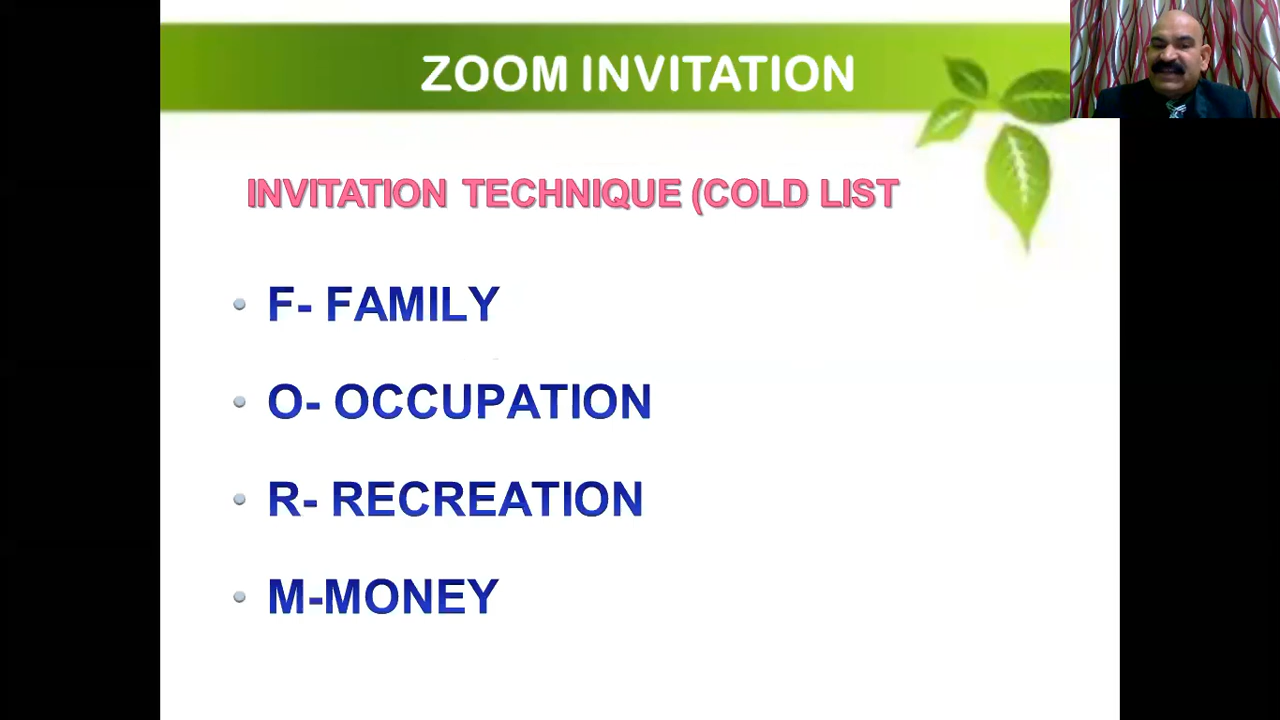 ZOOM INVITATION
INVITATION TECHNIQUE (COLD LIST
F- FAMILY
O- OCCUPATION
R- RECREATION
M-MONEY